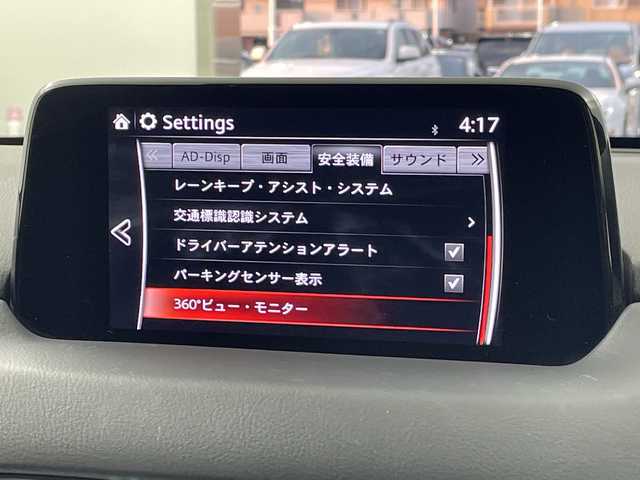 Settings 4:17
AD-Disp 画面 安全装備 サウンド
レーンキープ・アシスト・システム
交通標識認識システム
ドライバーアテンションアラート
パーキングセンサー表示
360°ビュー・モニター